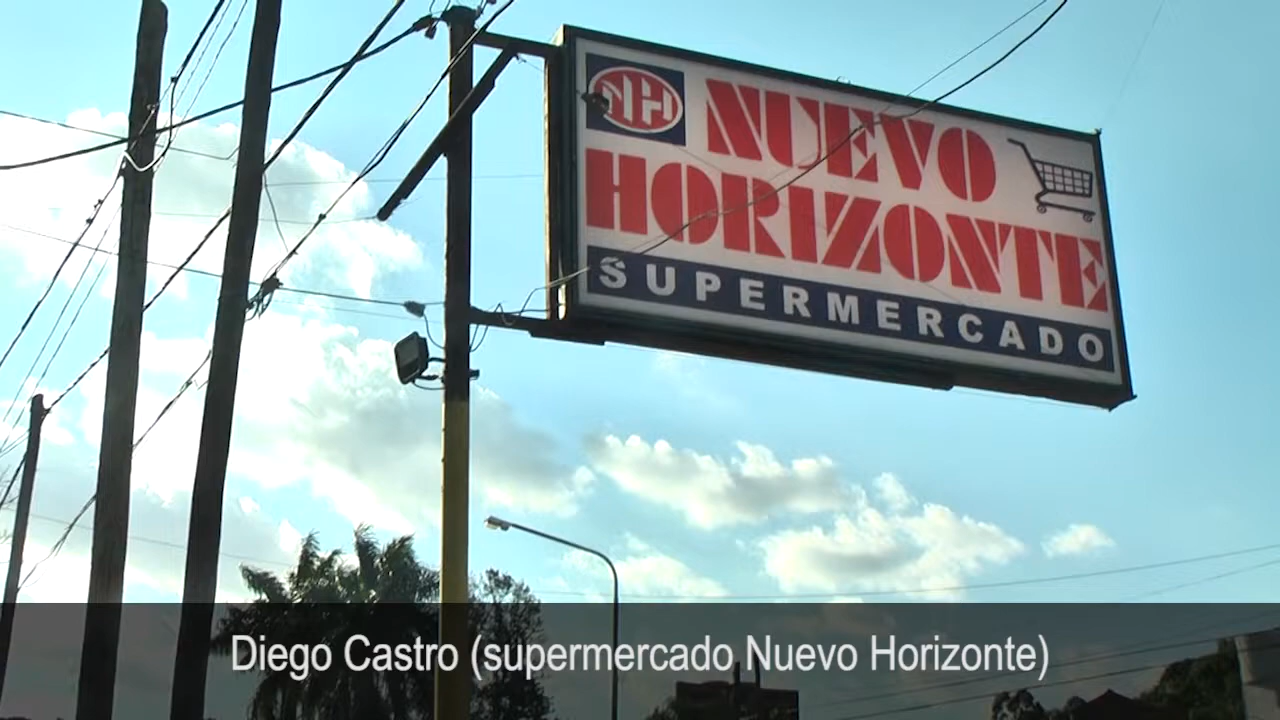 NH
NUEVO
HORIZONTE
SUPERMERCADO
Diego Castro (supermercado Nuevo Horizonte)